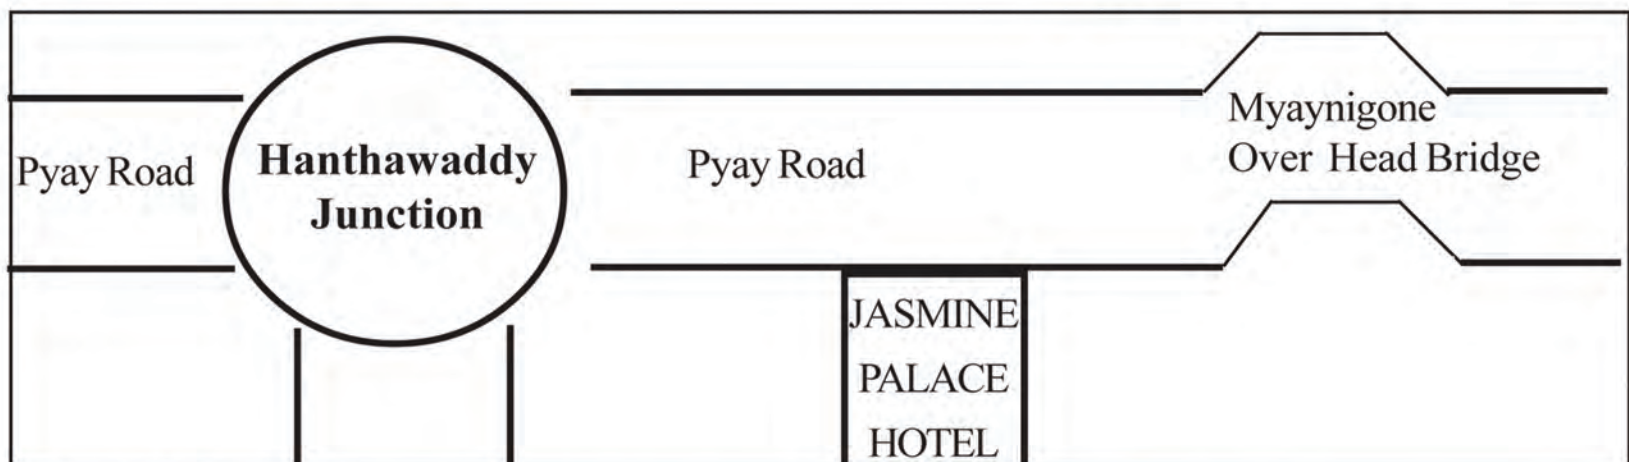 Pyay Road
Hanthawaddy
Junction
Pyay Road
Myaynigone
Over Head Bridge
JASMINE
PALACE
HOTEL